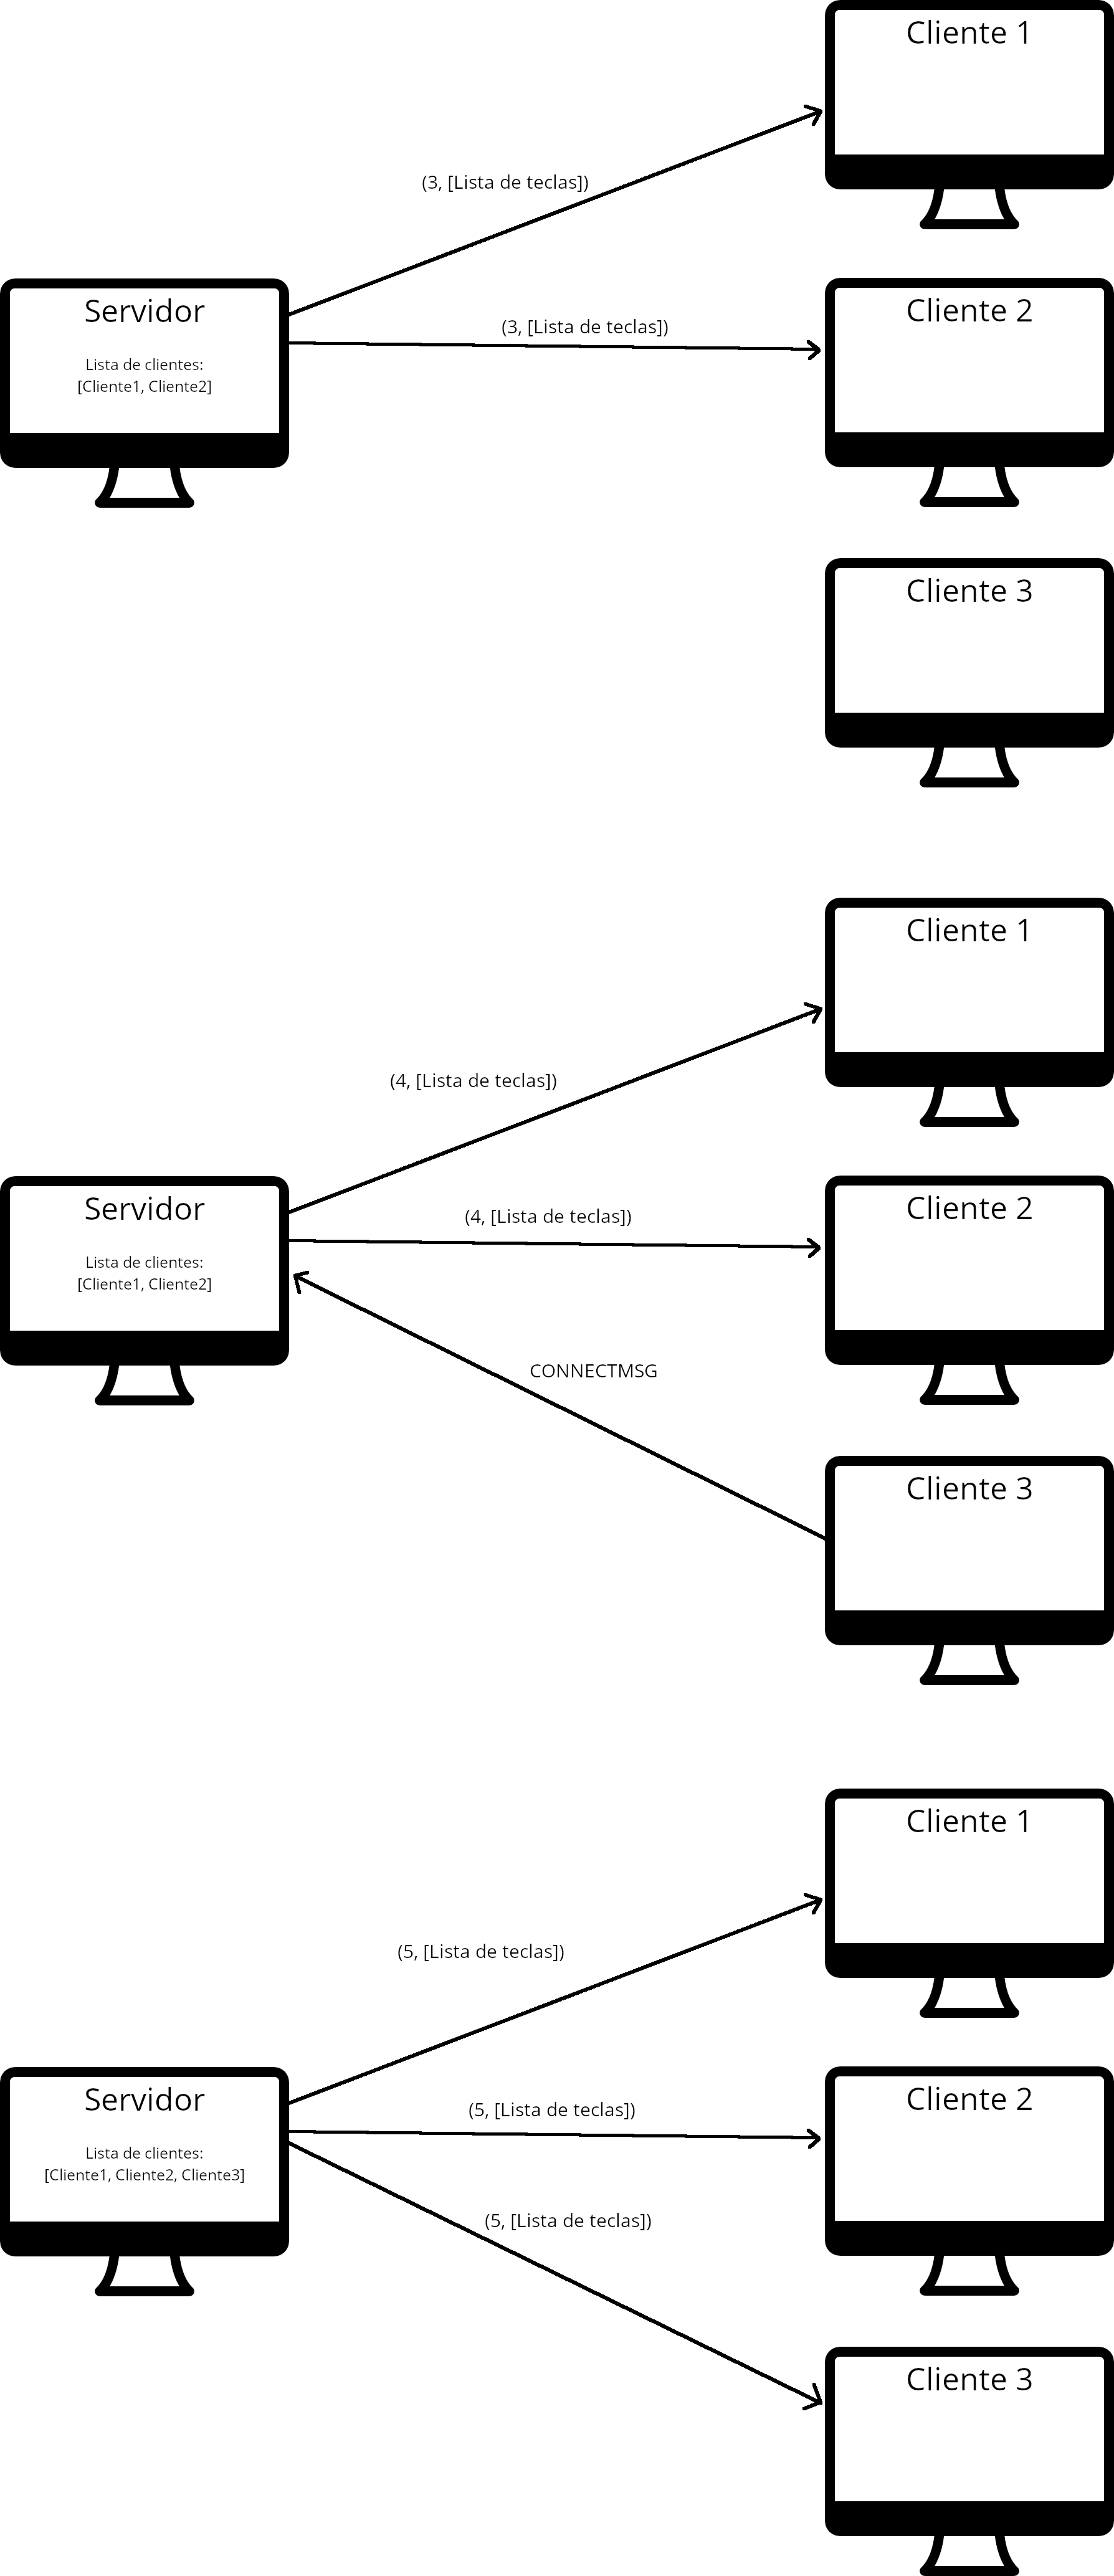 Cliente 1
(3, [Lista de teclas])
Servidor
Lista de clientes:
[Cliente1, Cliente2]
(3, [Lista de teclas])
Cliente 2
Cliente 3
Cliente 1
(4, [Lista de teclas])
Servidor
Lista de clientes:
[Cliente1, Cliente2]
(4, [Lista de teclas])
Cliente 2
CONNECTMSG
Cliente 3
Cliente 1
(5, [Lista de teclas])
Servidor
Lista de clientes:
[Cliente1, Cliente2, Cliente3]
(5, [Lista de teclas])
Cliente 2
(5, [Lista de teclas])
Cliente 3